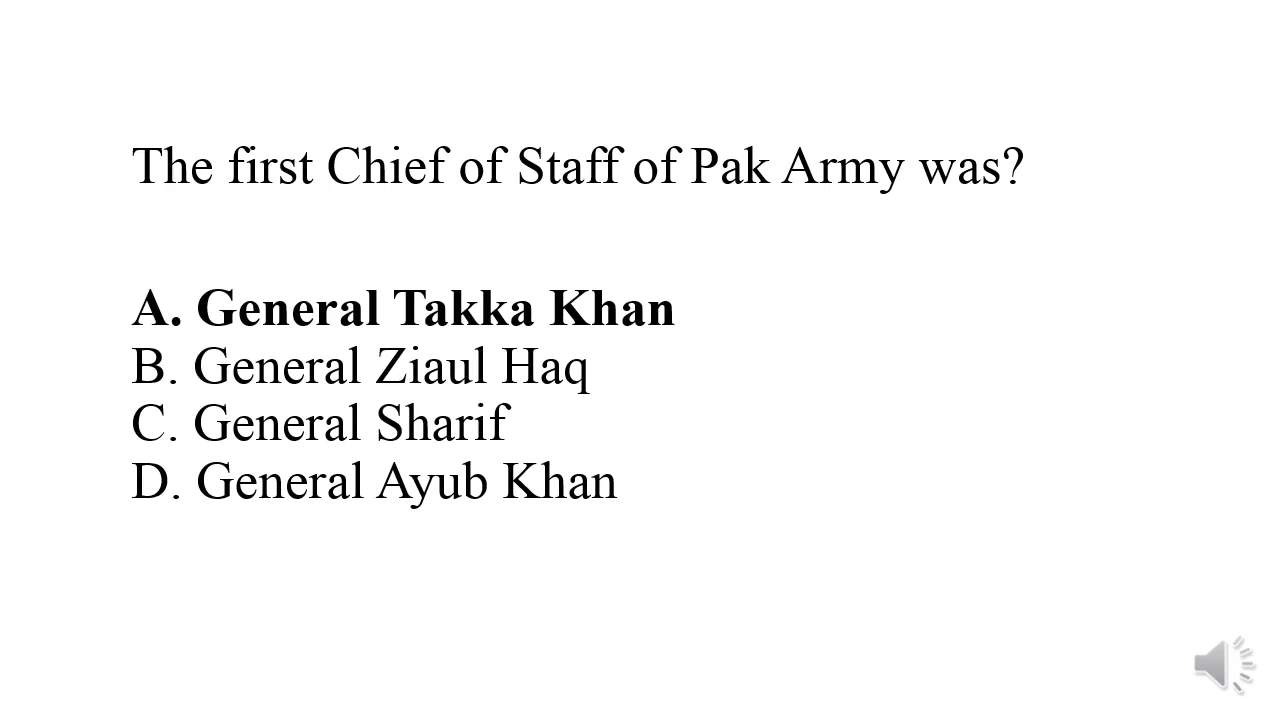 The first Chief of Staff of Pak Army was?
A. General Takka Khan
B. General Ziaul Haq
C. General Sharif
D. General Ayub Khan